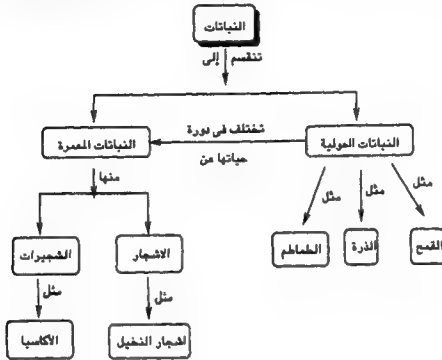 النباتات
تنقسم إلى
النباتات الحولية
تختلف فى دورة
حياتها عن
النباتات المعمرة
مثل
مثل
مثل
منها
القمح
الذرة
الطماطم
الاشجار
الشجيرات
مثل
مثل
اشجار النخيل
الأكاسيا